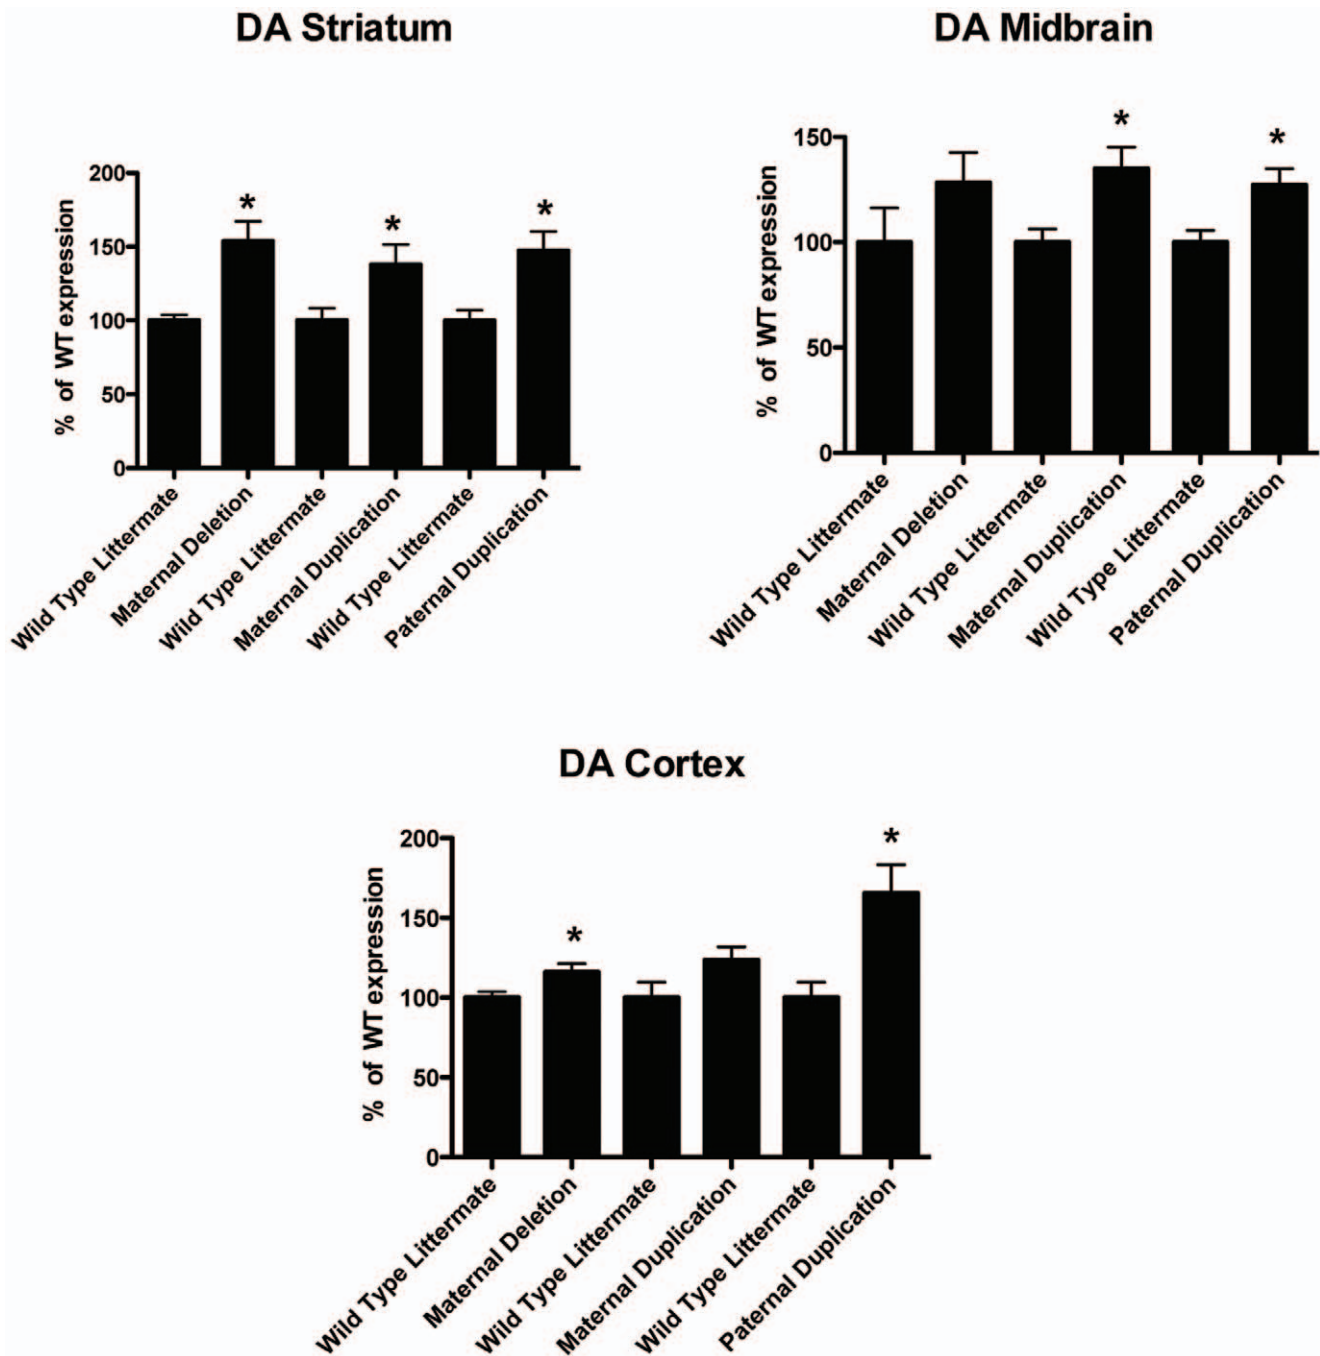 DA Striatum
% of WT expression
200
150
100
50
0
*
*
*
Wild Type Littermate
Maternal Deletion
Wild Type Littermate
Maternal Duplication
Wild Type Littermate
Paternal Duplication
DA Midbrain
% of WT expression
150
100
50
0
*
*
Wild Type Littermate
Maternal Deletion
Wild Type Littermate
Maternal Duplication
Wild Type Littermate
Paternal Duplication
DA Cortex
% of WT expression
200
150
100
50
0
*
*
Wild Type Littermate
Maternal Deletion
Wild Type Littermate
Maternal Duplication
Wild Type Littermate
Paternal Duplication